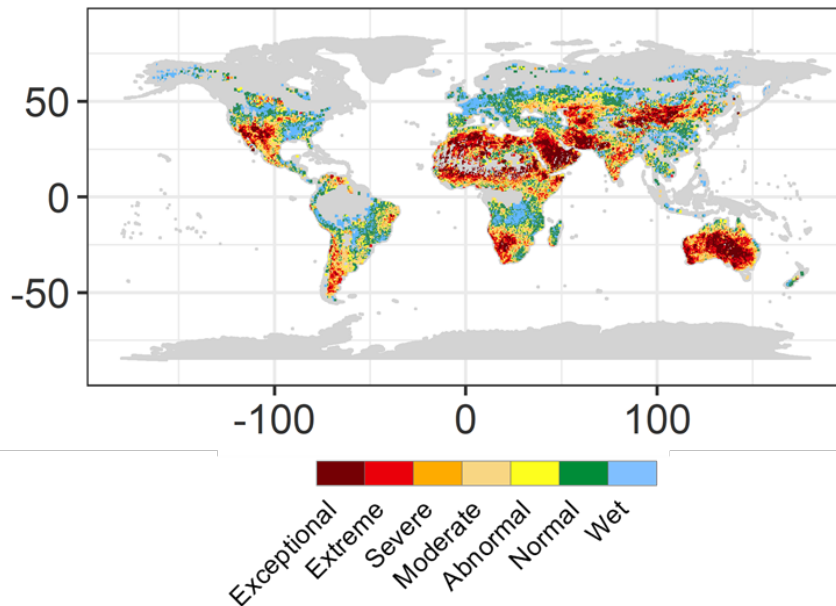 50
0
-50
-100 0 100
Exceptional
Extreme
Severe
Moderate
Abnormal
Normal
Wet